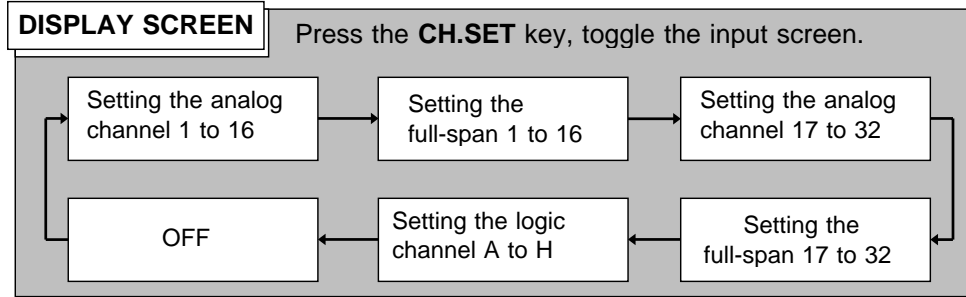 DISPLAY SCREEN
Press the CH.SET key, toggle the input screen.
Setting the analog
channel 1 to 16
Setting the
full-span 1 to 16
Setting the analog
channel 17 to 32
OFF
Setting the logic
channel A to H
Setting the
full-span 17 to 32